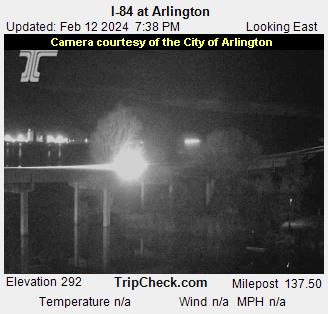 I-84 at Arlington
Updated: Feb 12 2024 7:38 PM Looking East
Camera courtesy of the City of Arlington
Elevation 292 TripCheck.com Milepost 137.50
Temperature n/a Wind n/a MPH n/a